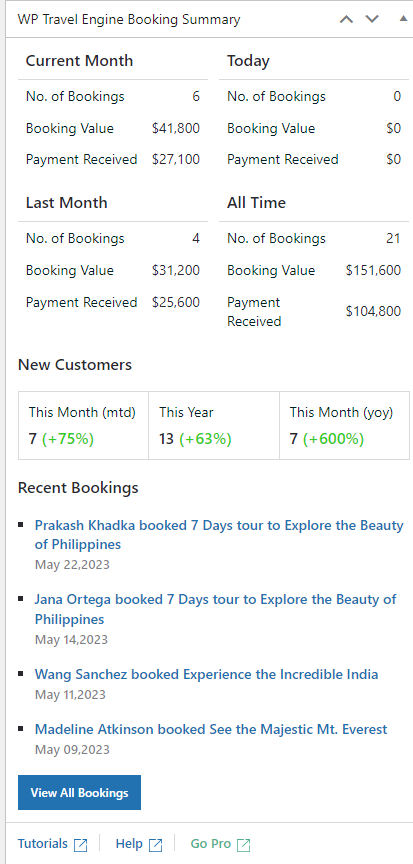 WP Travel Engine Booking Summary
Current Month
No. of Bookings 6
Booking Value $41,800
Payment Received $27,100
Today
No. of Bookings 0
Booking Value $0
Payment Received $0
Last Month
No. of Bookings 4
Booking Value $31,200
Payment Received $25,600
All Time
No. of Bookings 21
Booking Value $151,600
Payment
Received $104,800
New Customers
This Month (mtd)
7 (+75%)
This Year
13 (+63%)
This Month (yoy)
7 (+600%)
Recent Bookings
Prakash Khadka booked 7 Days tour to Explore the Beauty
of Philippines
May 22,2023
Jana Ortega booked 7 Days tour to Explore the Beauty of
Philippines
May 14,2023
Wang Sanchez booked Experience the Incredible India
May 11,2023
Madeline Atkinson booked See the Majestic Mt. Everest
May 09,2023
View All Bookings
Tutorials
Help
Go Pro